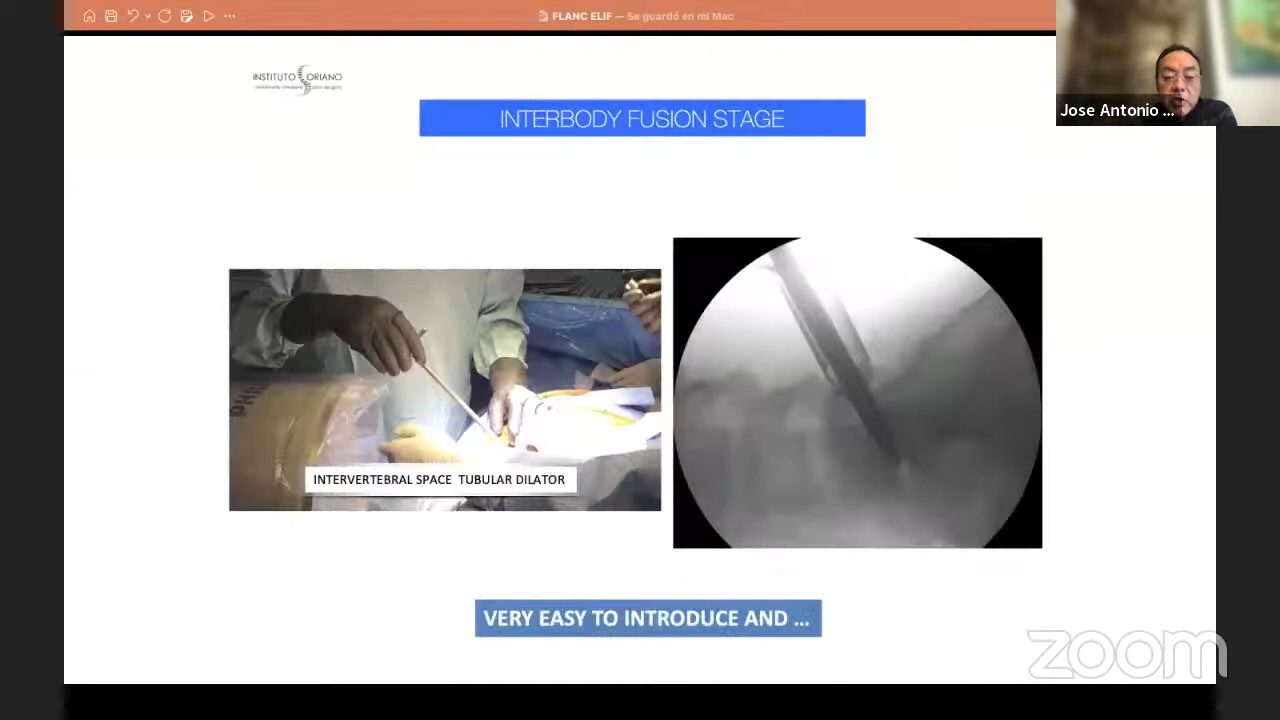 FLANC ELIF — Se guardó en mi Mac
INSTITUTO SORIANO
INTERBODY FUSION STAGE
Jose Antonio ...
PHI
INTERVERTEBRAL SPACE TUBULAR DILATOR
VERY EASY TO INTRODUCE AND ...
zoom